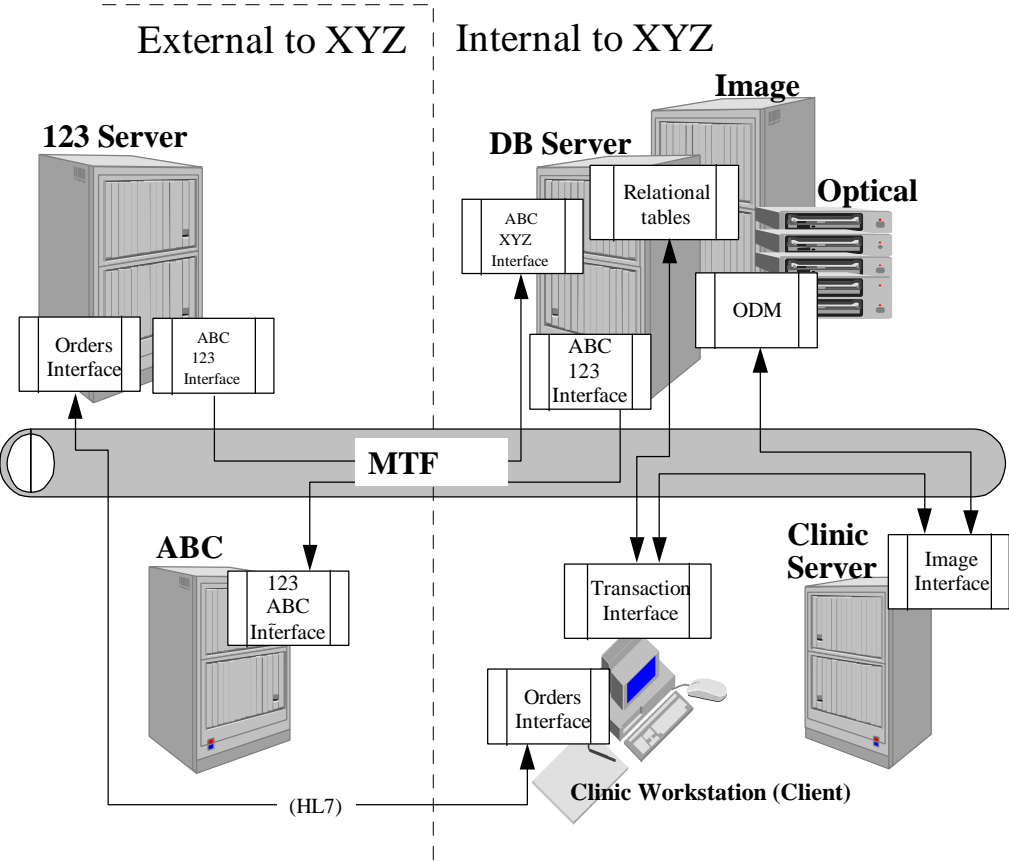 External to XYZ
Internal to XYZ
Image
123 Server
DB Server
Optical
Relational
tables
ABC
XYZ
Interface
ODM
Orders
Interface
ABC
123
Interface
ABC
123
Interface
MTF
ABC
123
ABC
Interface
Clinic
Server
Image
Interface
Transaction
Interface
Orders
Interface
Clinic Workstation (Client)
(HL7)